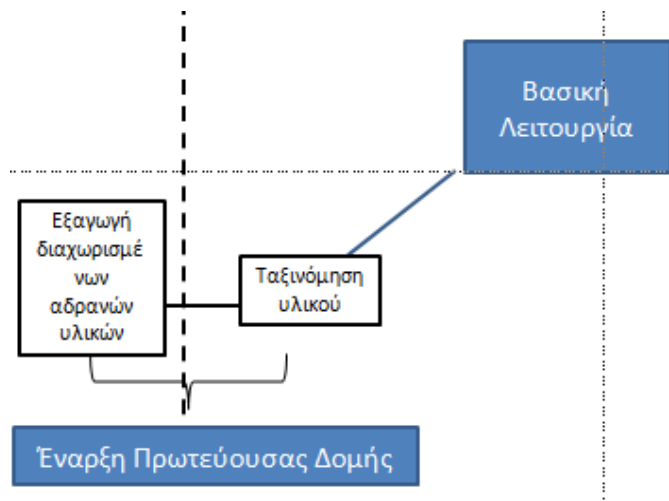 Βασική
Λειτουργία
Εξαγωγή
διαχωρισμέ
νων
αδρανών
υλικών
Ταξινόμηση
υλικού
Έναρξη Πρωτεύουσας Δομής